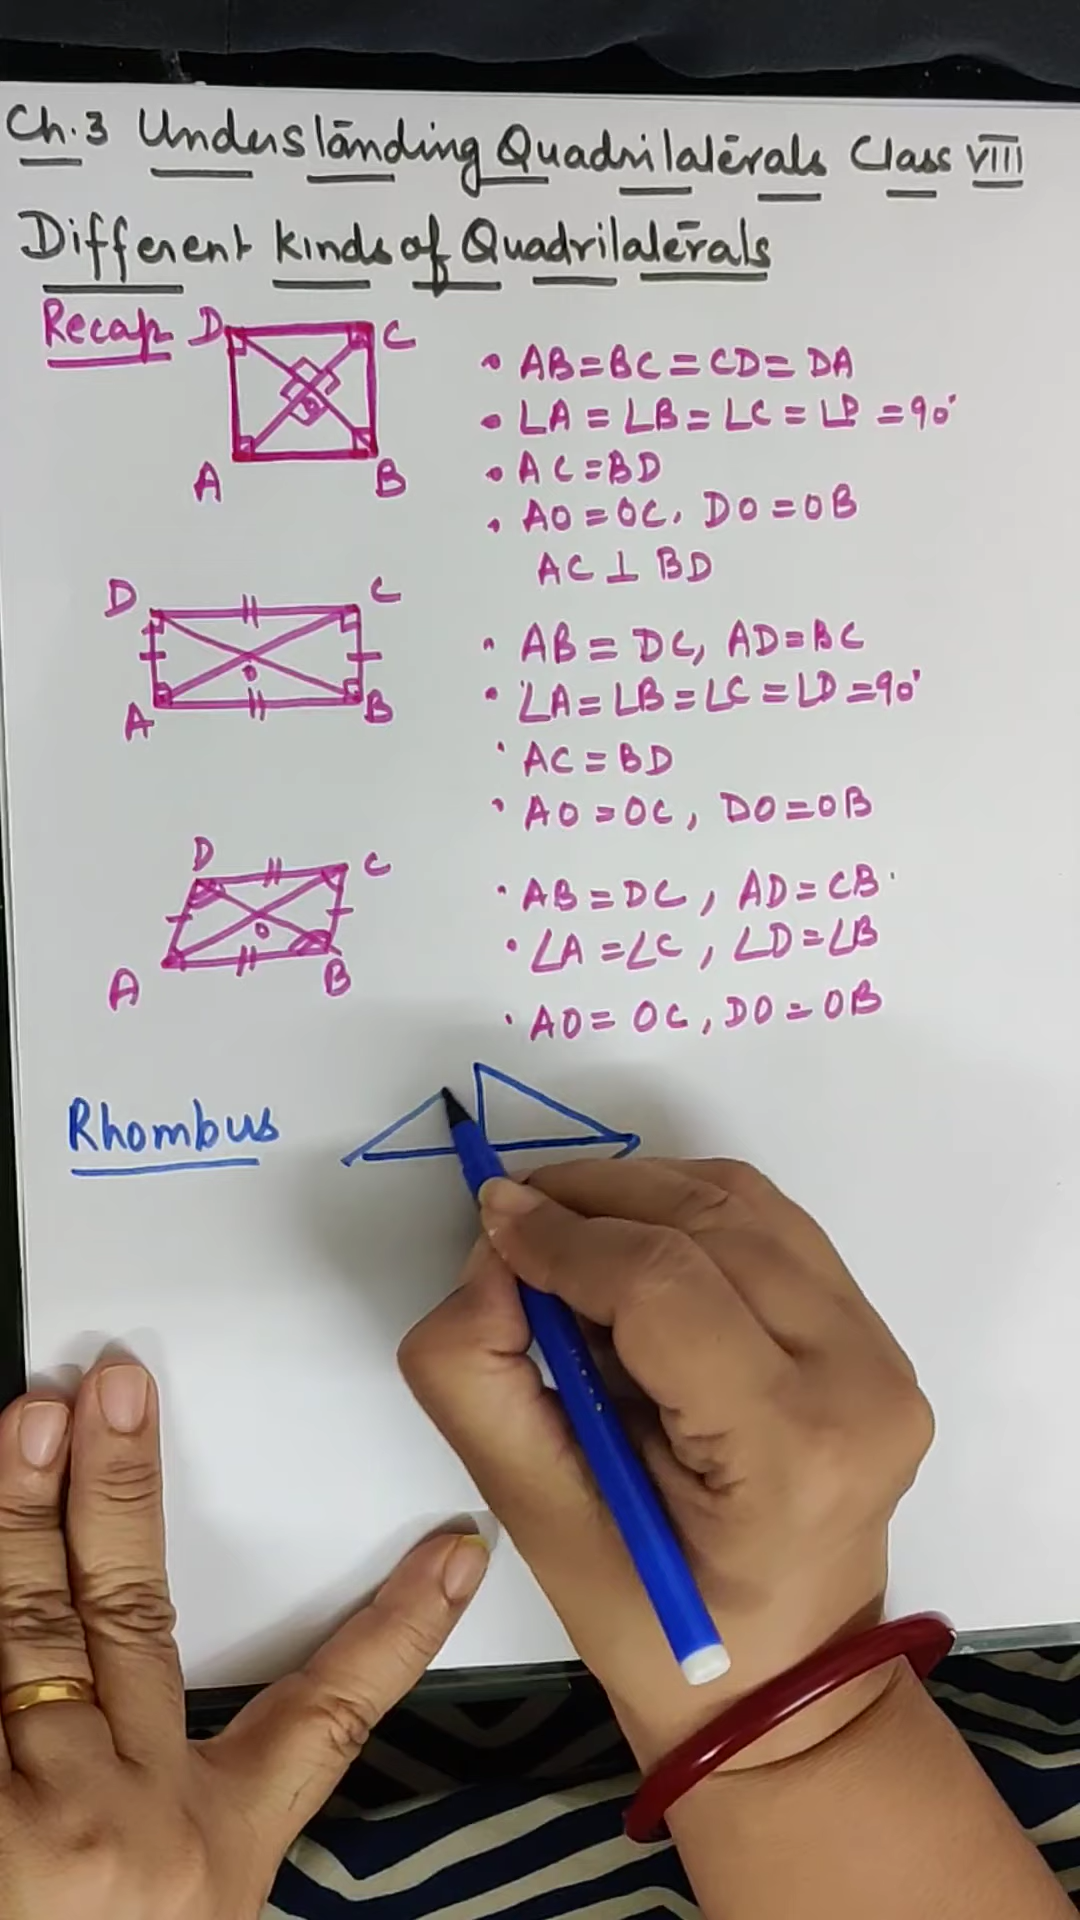 Ch.3 Understanding Quadrilaterals Class VIII
Different Kinds of Quadrilaterals
Recap
D C
A B
O
• AB = BC = CD = DA
• ∠A = ∠B = ∠C = ∠D = 90°
• AC = BD
• AO = OC, DO = OB
AC ⊥ BD
D C
A B
O
• AB = DC, AD = BC
• ∠A = ∠B = ∠C = ∠D = 90°
• AC = BD
• AO = OC, DO = OB
D C
A B
O
• AB = DC, AD = CB
• ∠A = ∠C, ∠D = ∠B
• AO = OC, DO = OB
Rhombus